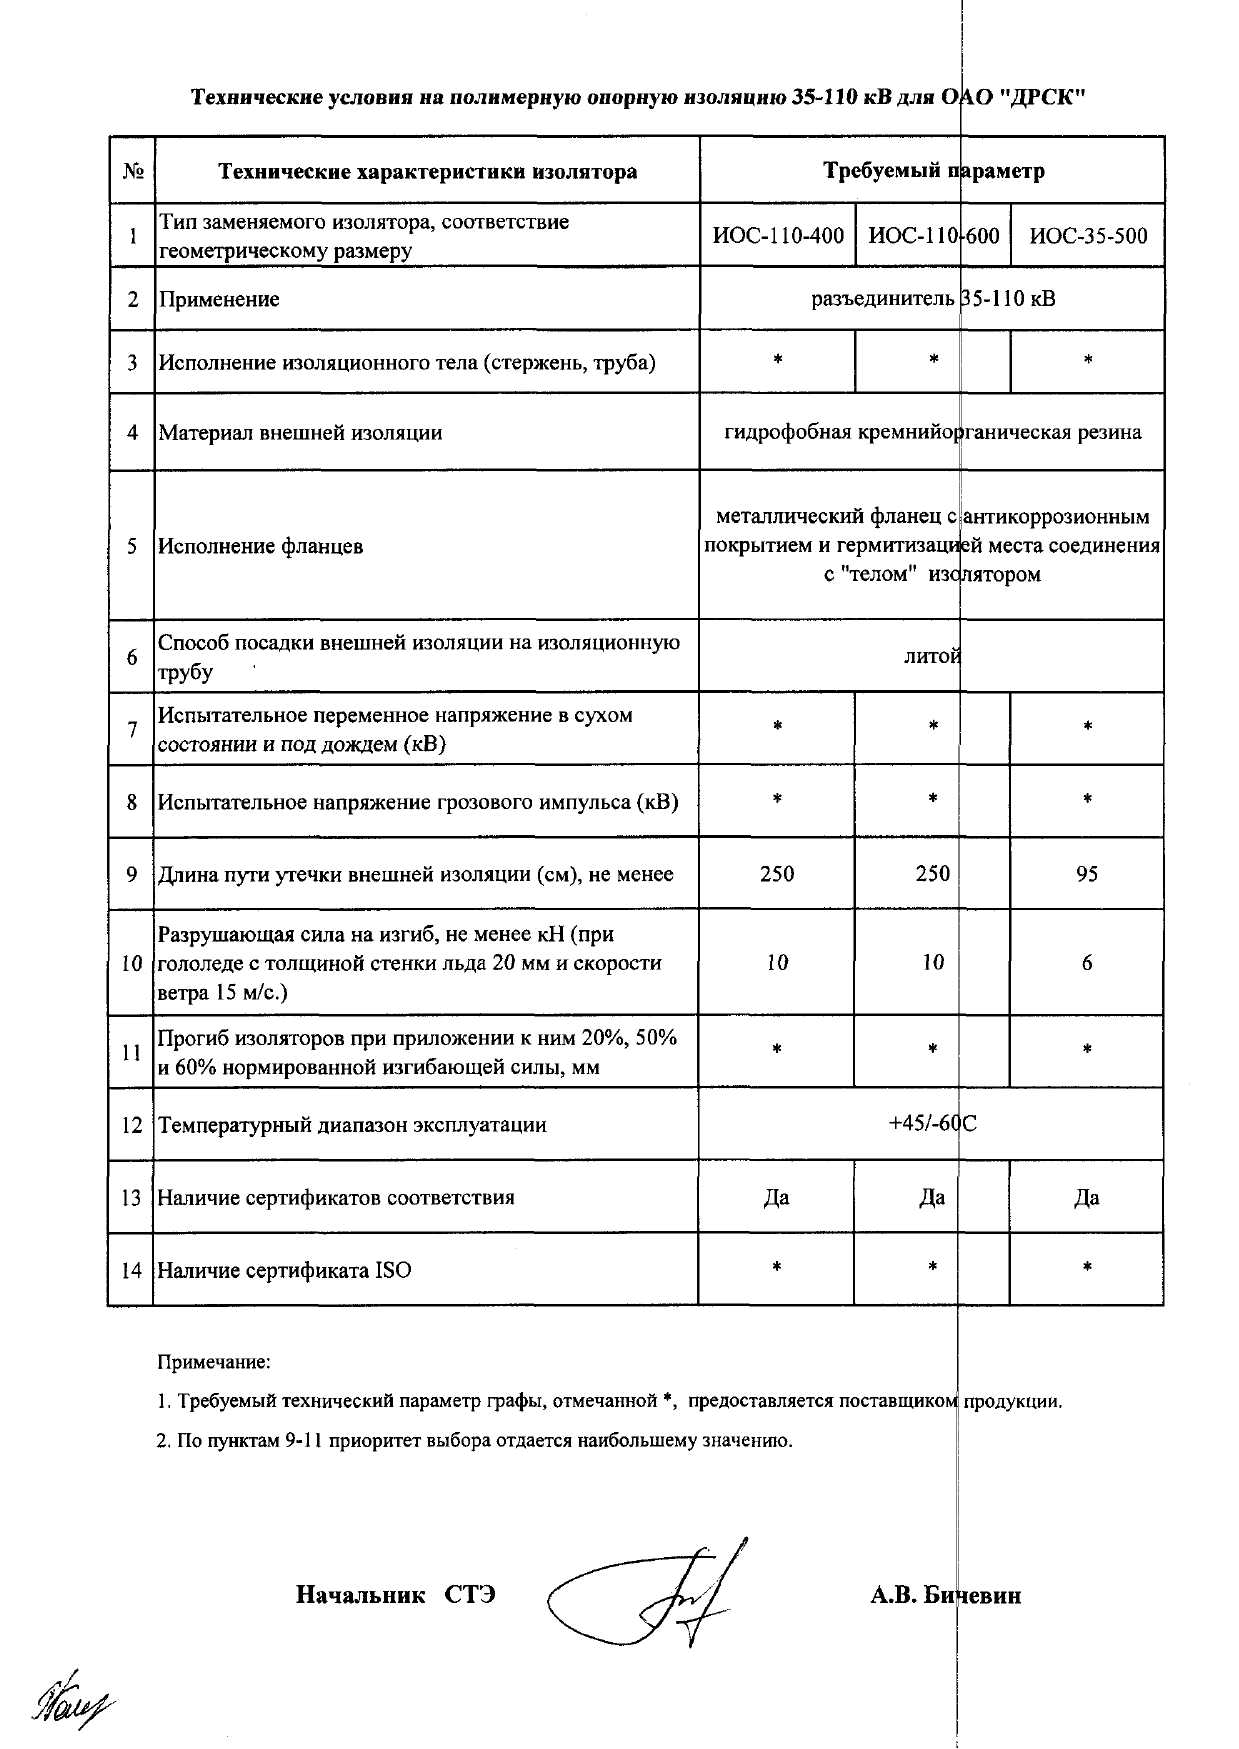 Технические условия на полимерную опорную изоляцию 35-110 кВ для ОАО "ДРСК"
№ Технические характеристики изолятора Требуемый параметр
1 Тип заменяемого изолятора, соответствие геометрическому размеру ИОС-110-400 ИОС-110-600 ИОС-35-500
2 Применение разъединитель 35-110 кВ
3 Исполнение изоляционного тела (стержень, труба) * * *
4 Материал внешней изоляции гидрофобная кремнийорганическая резина
5 Исполнение фланцев металлический фланец с антикоррозионным
покрытием и гермитизацией места соединения
с "телом" изолятором
6 Способ посадки внешней изоляции на изоляционную
трубу литой
7 Испытательное переменное напряжение в сухом
состоянии и под дождем (кВ) * * *
8 Испытательное напряжение грозового импульса (кВ) * * *
9 Длина пути утечки внешней изоляции (см), не менее 250 250 95
10 Разрушающая сила на изгиб, не менее кН (при
гололеде с толщиной стенки льда 20 мм и скорости
ветра 15 м/с.) 10 10 6
11 Прогиб изоляторов при приложении к ним 20%, 50%
и 60% нормированной изгибающей силы, мм * * *
12 Температурный диапазон эксплуатации +45/-60С
13 Наличие сертификатов соответствия Да Да Да
14 Наличие сертификата ISO * * *
Примечание:
1. Требуемый технический параметр графы, отмечанной *, предоставляется поставщиком продукции.
2. По пунктам 9-11 приоритет выбора отдается наибольшему значению.
Начальник СТЭ А.В. Бичевин